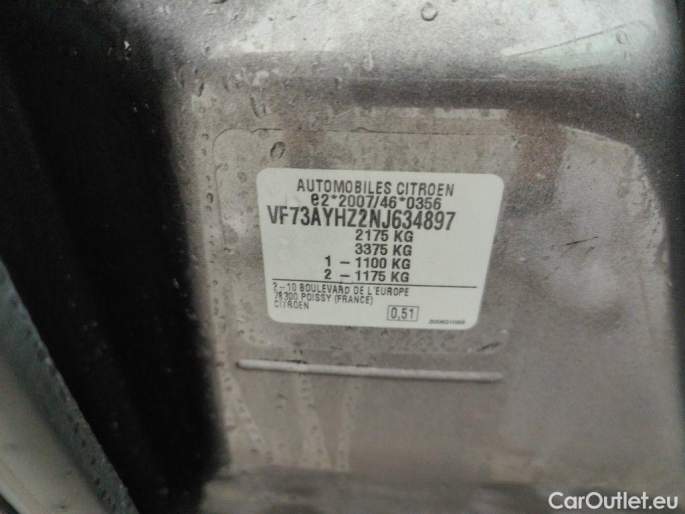 AUTOMOBILES CITROEN
e2*2007/46*0356
VF73AYHZ2NJ634897
2175 KG
3375 KG
1 - 1100 KG
2 - 1175 KG
2 - 10 BOULEVARD DE L'EUROPE
78300 POISSY (FRANCE)
CITROEN
0,51
CarOutlet.eu